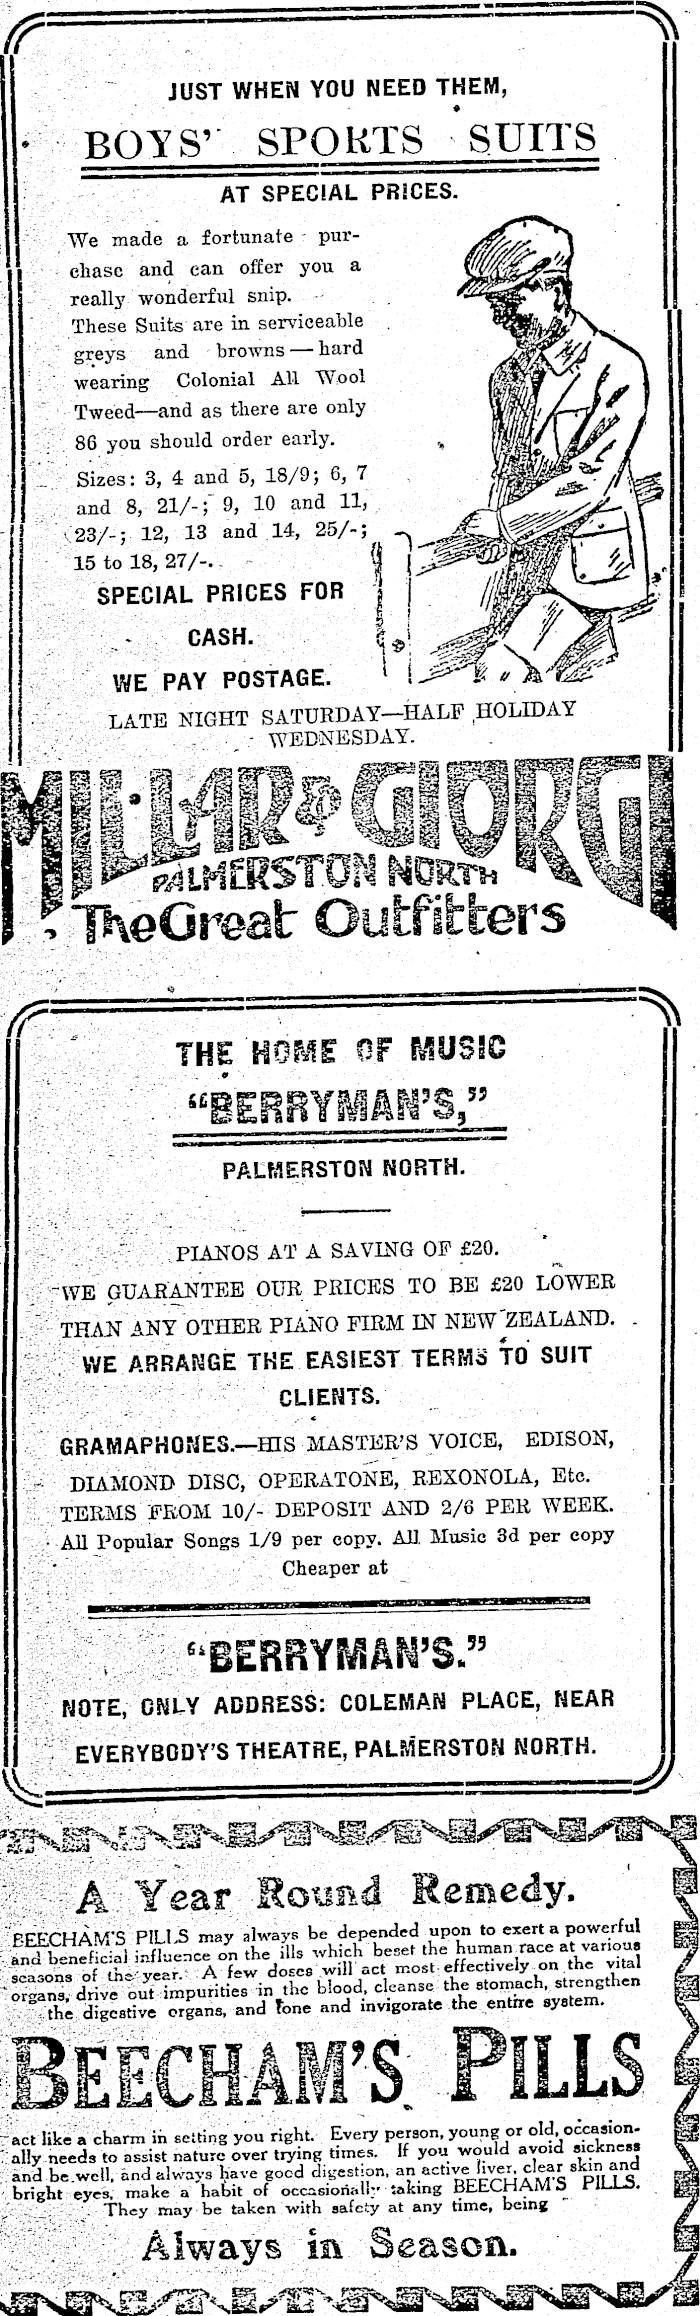 JUST WHEN YOU NEED THEM,
BOYS' SPORTS SUITS
AT SPECIAL PRICES.
We made a fortunate pur-
chase and can offer you a
really wonderful snip.
These Suits are in serviceable
greys and browns — hard
wearing Colonial All Wool
Tweed—and as there are only
86 you should order early.
Sizes: 3, 4 and 5, 18/9; 6, 7
and 8, 21/-; 9, 10 and 11,
23/-; 12, 13 and 14, 25/-;
15 to 18, 27/-.
SPECIAL PRICES FOR
CASH.
WE PAY POSTAGE.
LATE NIGHT SATURDAY—HALF HOLIDAY
WEDNESDAY.
MILLAR & GIORGI
PALMERSTON NORTH
The Great Outfitters
THE HOME OF MUSIC
"BERRYMAN'S,"
PALMERSTON NORTH.
PIANOS AT A SAVING OF £20.
WE GUARANTEE OUR PRICES TO BE £20 LOWER
THAN ANY OTHER PIANO FIRM IN NEW ZEALAND.
WE ARRANGE THE EASIEST TERMS TO SUIT
CLIENTS.
GRAMAPHONES.—HIS MASTER'S VOICE, EDISON,
DIAMOND DISC, OPERATONE, REXONOLA, Etc.
TERMS FROM 10/- DEPOSIT AND 2/6 PER WEEK.
All Popular Songs 1/9 per copy. All Music 3d per copy
Cheaper at
"BERRYMAN'S."
NOTE, ONLY ADDRESS: COLEMAN PLACE, NEAR
EVERYBODY'S THEATRE, PALMERSTON NORTH.
A Year Round Remedy.
BEECHAM'S PILLS may always be depended upon to exert a powerful
and beneficial influence on the ills which beset the human race at various
seasons of the year. A few doses will act most effectively on the vital
organs, drive out impurities in the blood, cleanse the stomach, strengthen
the digestive organs, and tone and invigorate the entire system.
BEECHAM'S PILLS
act like a charm in setting you right. Every person, young or old, occasion-
ally needs to assist nature over trying times. If you would avoid sickness
and be well, and always have good digestion, an active liver, clear skin and
bright eyes, make a habit of occasionally taking BEECHAM'S PILLS.
They may be taken with safety at any time, being
Always in Season.